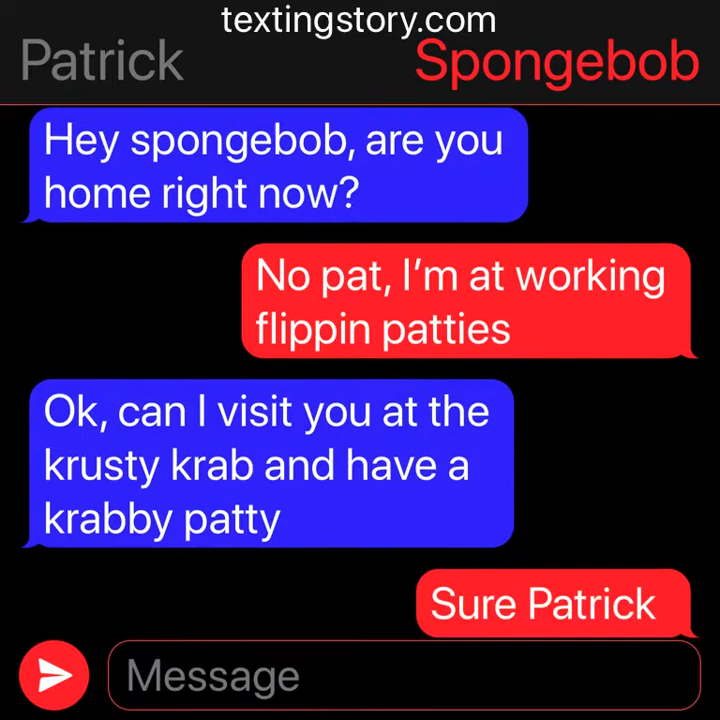 textingstory.com
Patrick
Spongebob
Hey spongebob, are you
home right now?
No pat, I’m at working
flippin patties
Ok, can I visit you at the
krusty krab and have a
krabby patty
Sure Patrick
Message